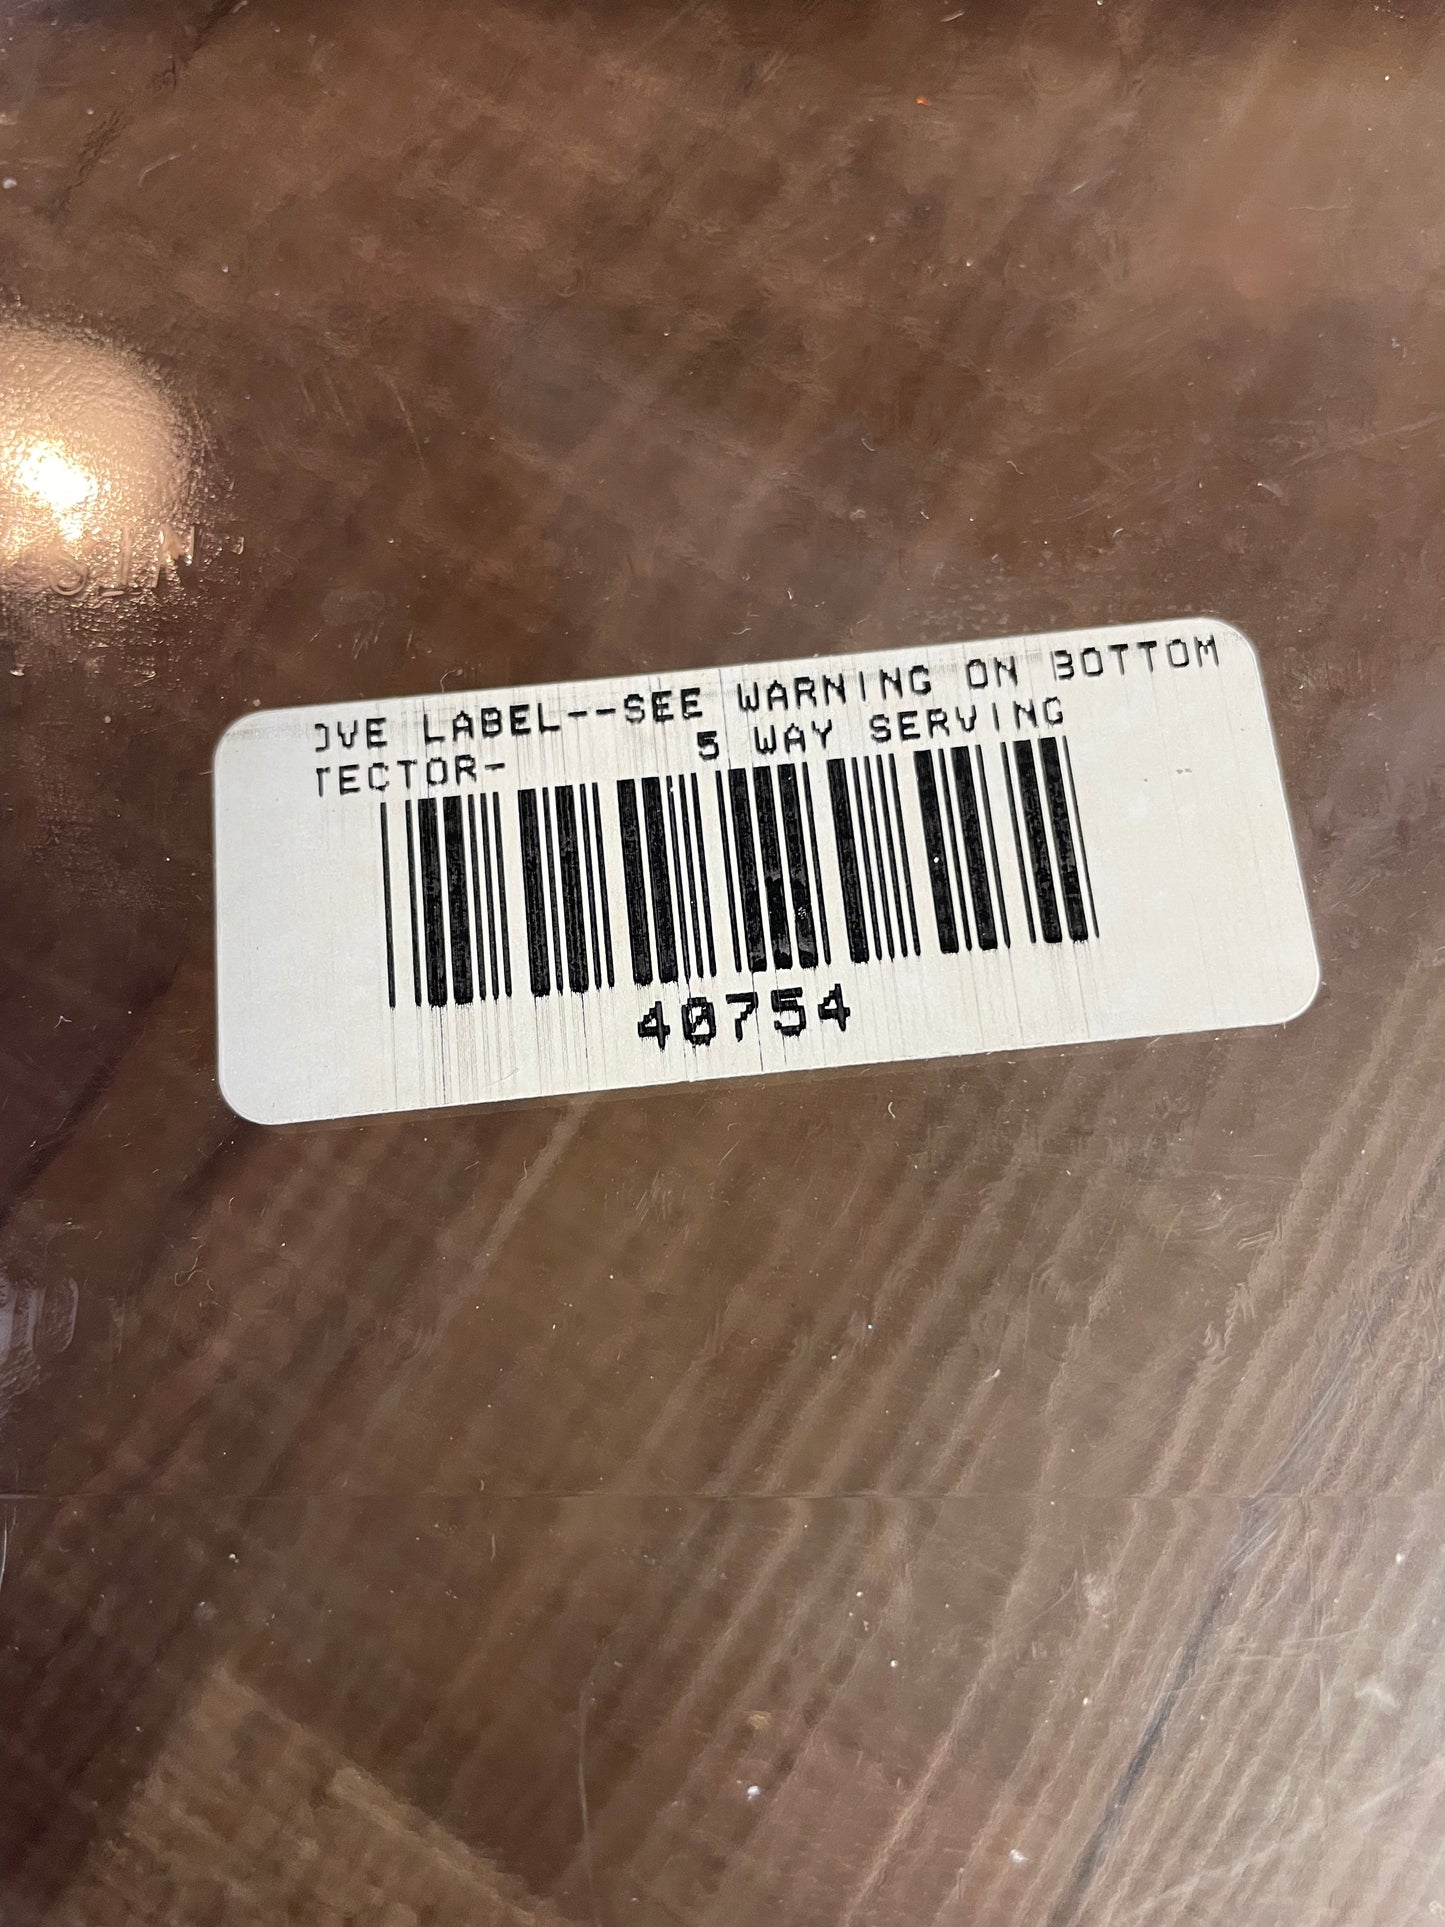 OVE LABEL--SEE WARNING ON BOTTOM
TECTOR- 5 WAY SERVING
40754